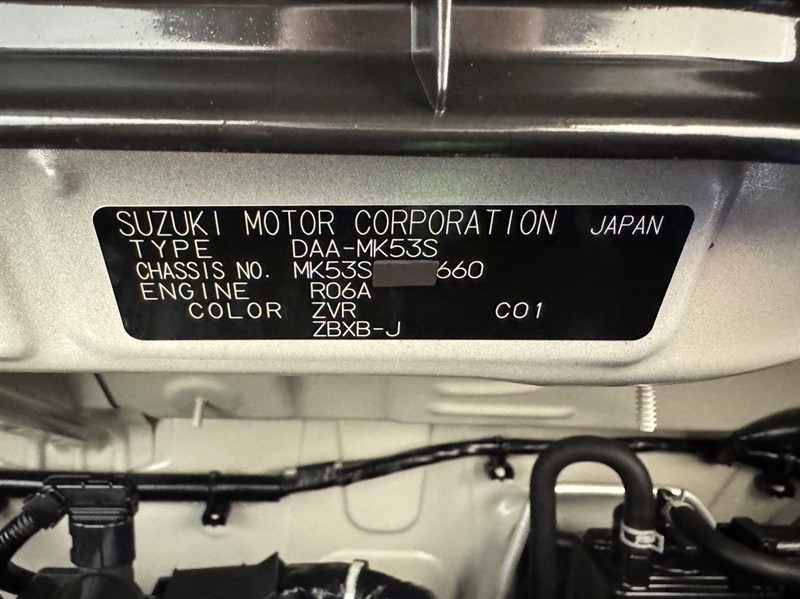 SUZUKI MOTOR CORPORATION JAPAN
TYPE DAA-MK53S
CHASSIS NO. MK53S 660
ENGINE R06A
COLOR ZVR C01
ZBXB-J